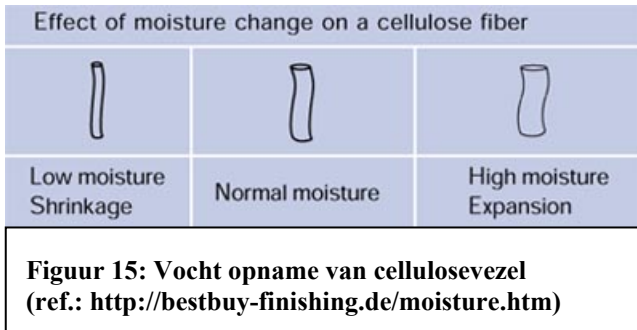 Effect of moisture change on a cellulose fiber
Low moisture
Shrinkage
Normal moisture
High moisture
Expansion
Figuur 15: Vocht opname van cellulosevezel
(ref.: http://bestbuy-finishing.de/moisture.htm)